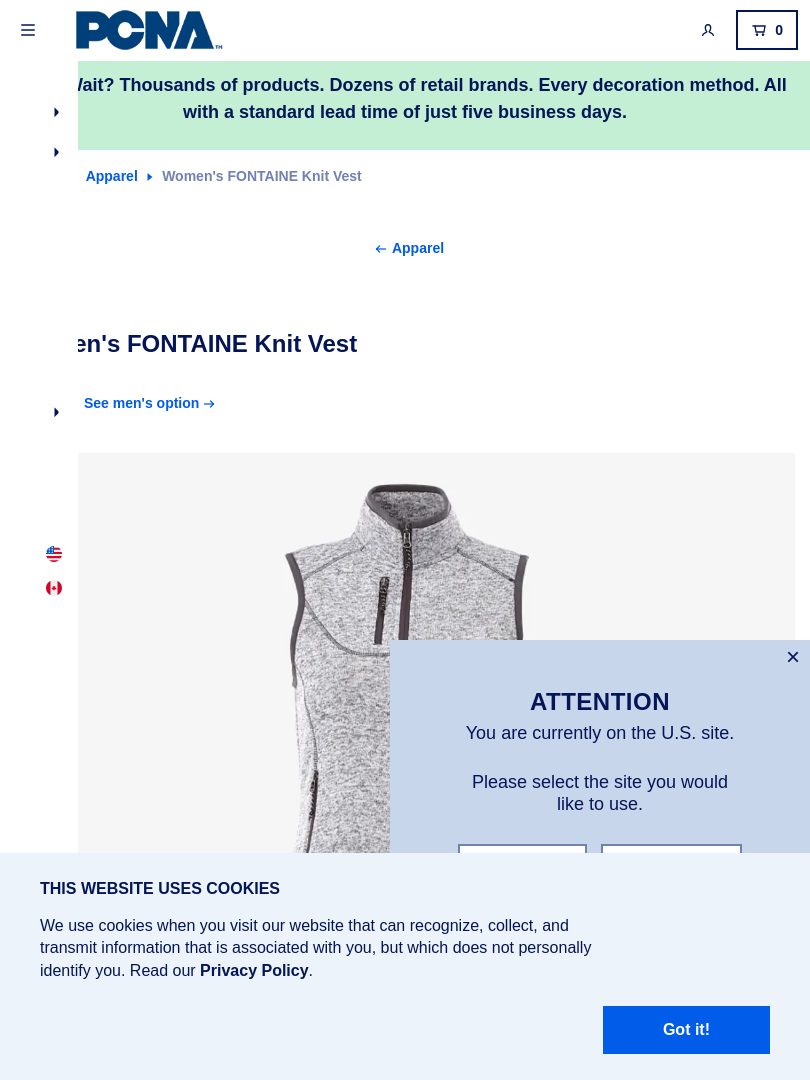 PCNA™
0
Wait? Thousands of products. Dozens of retail brands. Every decoration method. All
with a standard lead time of just five business days.
Apparel
Women's FONTAINE Knit Vest
Apparel
en's FONTAINE Knit Vest
See men's option
ATTENTION
You are currently on the U.S. site.
Please select the site you would
like to use.
THIS WEBSITE USES COOKIES
We use cookies when you visit our website that can recognize, collect, and
transmit information that is associated with you, but which does not personally
identify you. Read our Privacy Policy.
Got it!